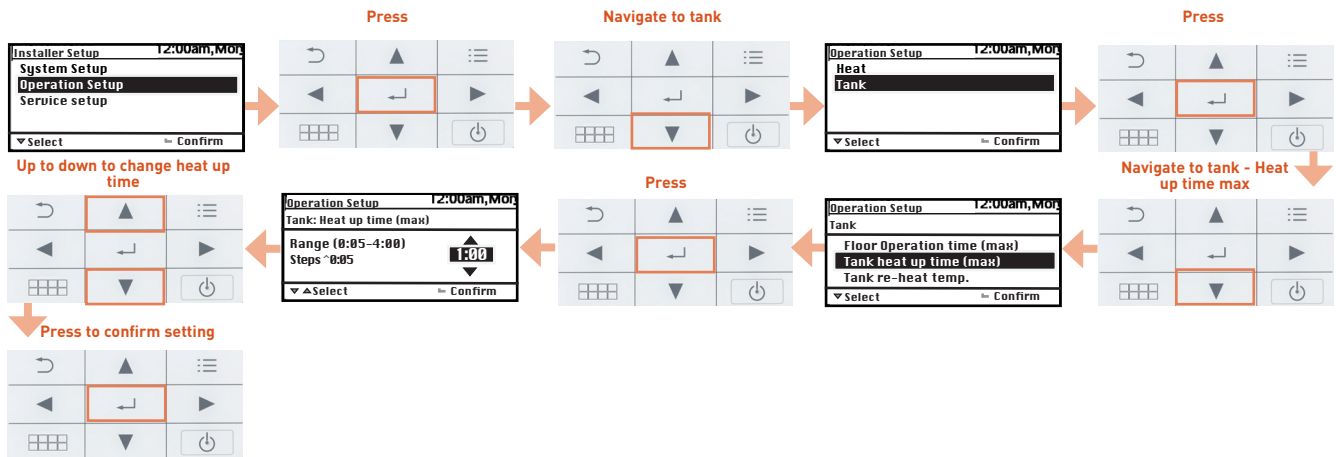 Press
Navigate to tank
Press
Installer Setup 12:00am,Mon
System Setup
Operation Setup
Service setup
▼Select Confirm
Operation Setup 12:00am,Mon
Heat
Tank
▼Select Confirm
Navigate to tank - Heat
up time max
Operation Setup 12:00am,Mon
Tank
Floor Operation time (max)
Tank heat up time (max)
Tank re-heat temp.
▼Select Confirm
Press
Operation Setup 12:00am,Mon
Tank: Heat up time (max)
Range (0:05-4:00)
Steps ^0:05
1:00
▼ ▲Select Confirm
Up to down to change heat up
time
Press to confirm setting